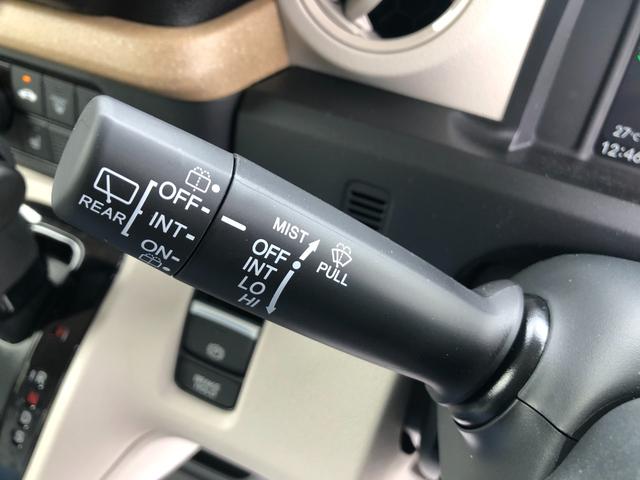 REAR
OFF
INT
ON
MIST
OFF
INT
LO
HI
PULL
27°C
12:46